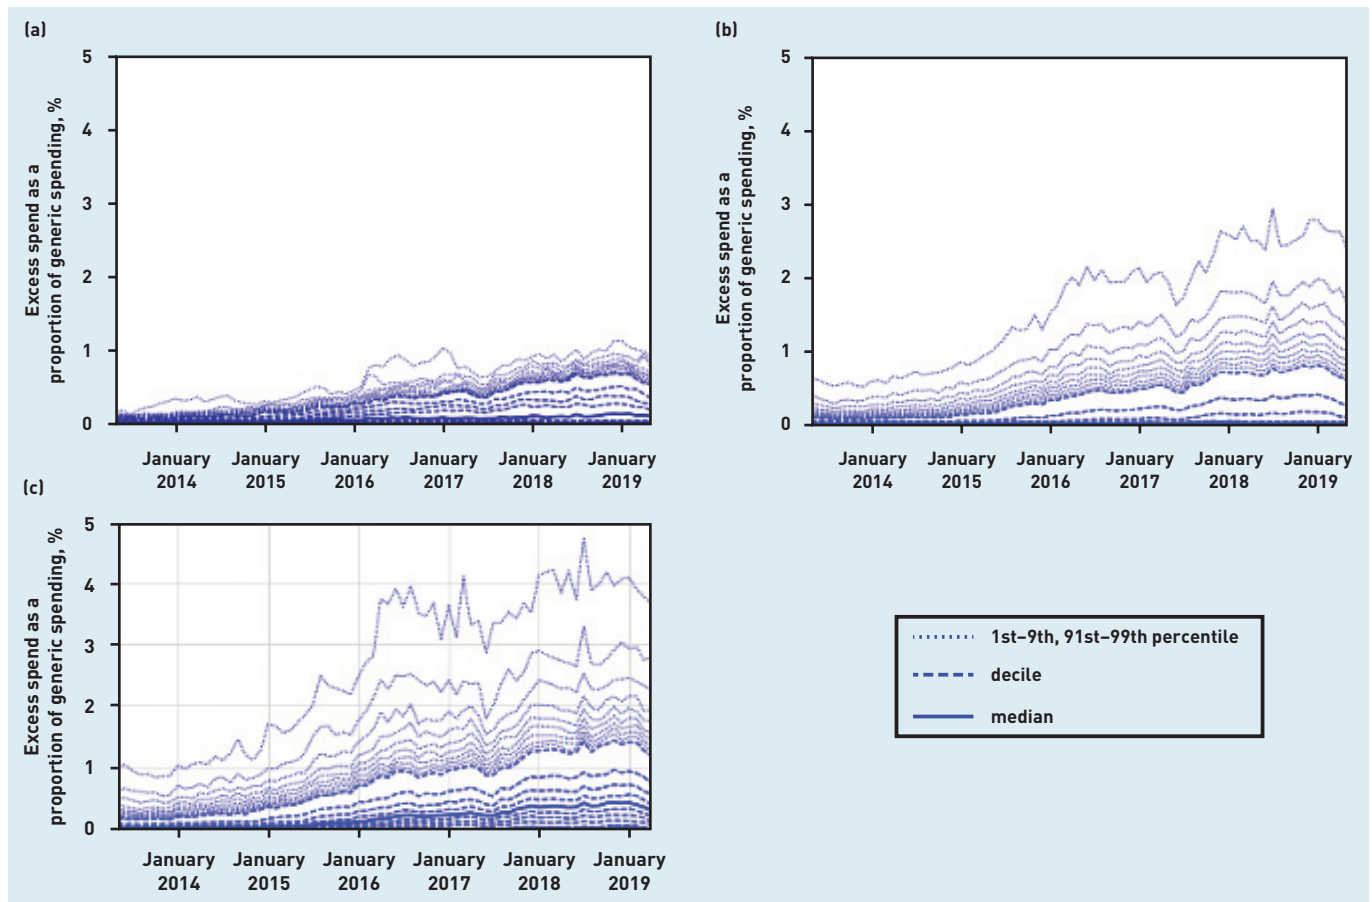 (a)
5
4
3
2
1
0
Excess spend as a
proportion of generic spending, %
January
2014
January
2015
January
2016
January
2017
January
2018
January
2019
(b)
5
4
3
2
1
0
Excess spend as a
proportion of generic spending, %
January
2014
January
2015
January
2016
January
2017
January
2018
January
2019
(c)
5
4
3
2
1
0
Excess spend as a
proportion of generic spending, %
January
2014
January
2015
January
2016
January
2017
January
2018
January
2019
1st–9th, 91st–99th percentile
decile
median